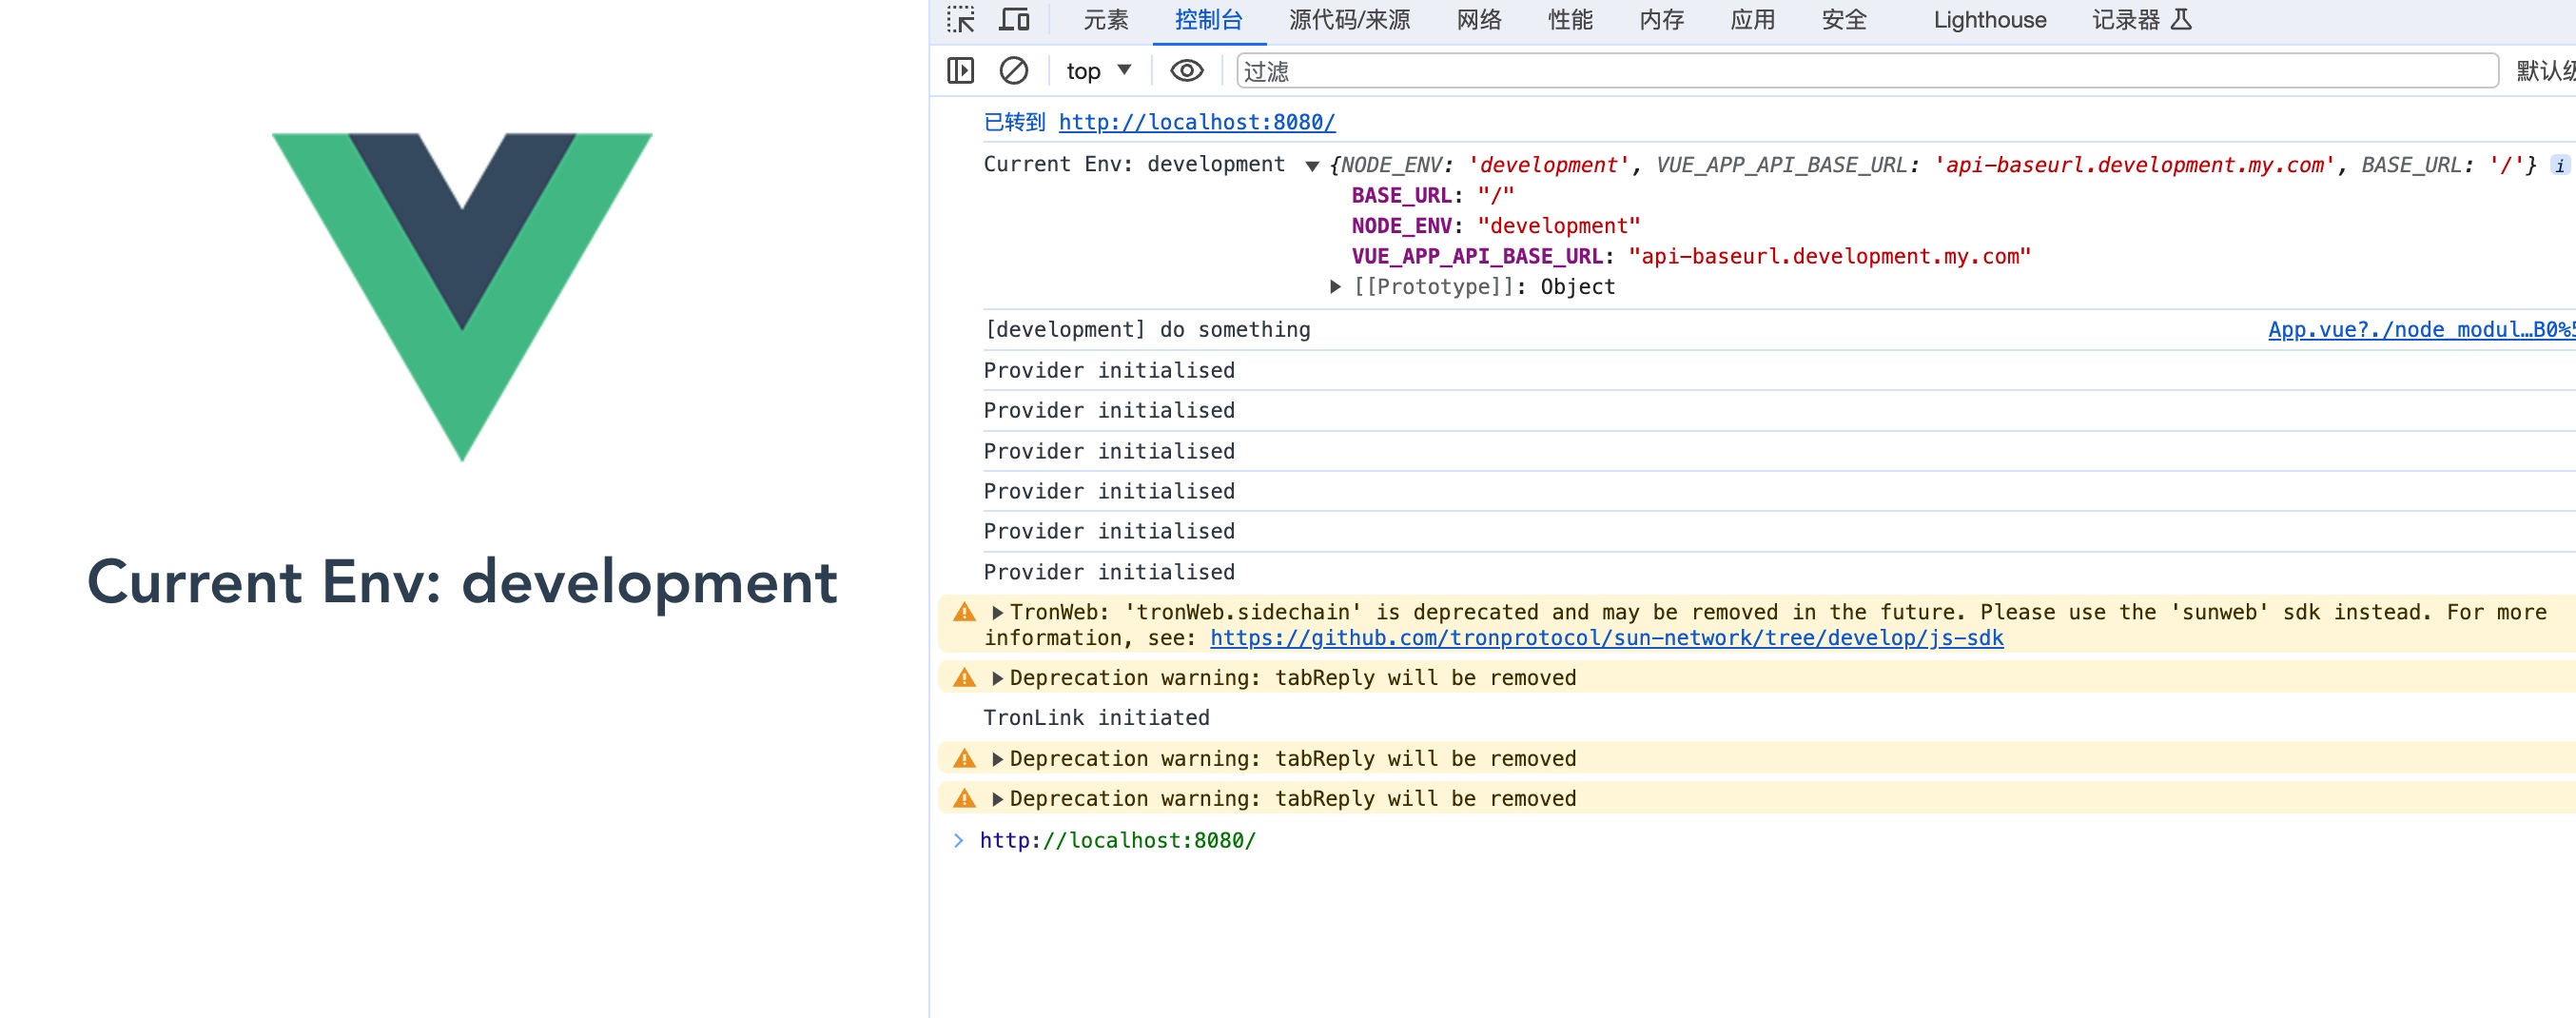 元素 控制台 源代码/来源 网络 性能 内存 应用 安全 Lighthouse 记录器
top 过滤 默认级
已转到 http://localhost:8080/
Current Env: development {NODE_ENV: 'development', VUE_APP_API_BASE_URL: 'api-baseurl.development.my.com', BASE_URL: '/'} i
BASE_URL: "/"
NODE_ENV: "development"
VUE_APP_API_BASE_URL: "api-baseurl.development.my.com"
[[Prototype]]: Object
[development] do something App.vue?./node_modul…B0%5
Provider initialised
Provider initialised
Provider initialised
Provider initialised
Provider initialised
Provider initialised
TronWeb: 'tronWeb.sidechain' is deprecated and may be removed in the future. Please use the 'sunweb' sdk instead. For more
information, see: https://github.com/tronprotocol/sun-network/tree/develop/js-sdk
Deprecation warning: tabReply will be removed
TronLink initiated
Deprecation warning: tabReply will be removed
Deprecation warning: tabReply will be removed
http://localhost:8080/
Current Env: development